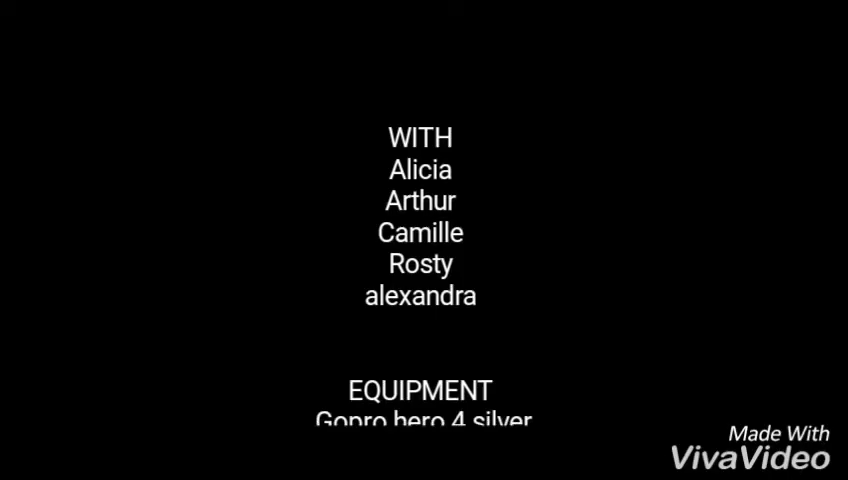 WITH
Alicia
Arthur
Camille
Rosty
alexandra
EQUIPMENT
Gopro hero 4 silver
Made With
VivaVideo